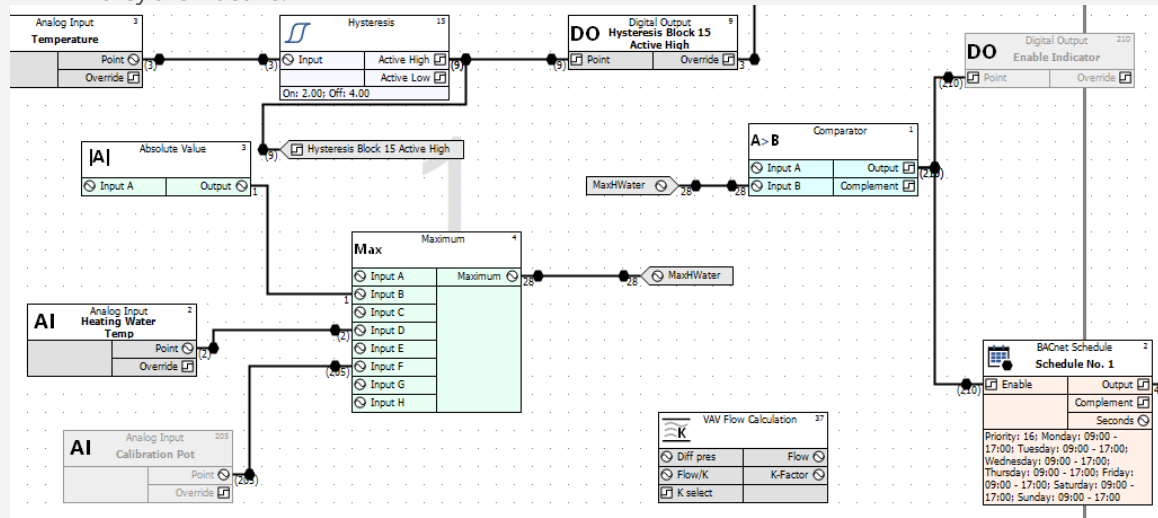 Analog Input 3
Temperature
Point
Override
(3)
(3)
Hysteresis 15
Input
Active High
Active Low
On: 2.00; Off: 4.00
(9)
(9)
DO
Digital Output 9
Hysteresis Block 15
Active High
Point
Override
3
DO
Digital Output 210
Enable Indicator
Point
Override
(210)
|A|
Absolute Value 3
Input A
Output
1
(9)
Hysteresis Block 15 Active High
1
A>B
Comparator 1
Input A
Input B
Output
Complement
(210)
MaxHWater
28
28
Max
Maximum 4
Input A
Input B
Input C
Input D
Input E
Input F
Input G
Input H
Maximum
1
(2)
(205)
28
28
MaxHWater
AI
Analog Input 2
Heating Water
Temp
Point
Override
(2)
AI
Analog Input 205
Calibration Pot
Point
Override
(205)
K
VAV Flow Calculation 37
Diff pres
Flow/K
K select
Flow
K-Factor
(210)
BACnet Schedule 2
Schedule No. 1
Enable
Output
Complement
Seconds
4
Priority: 16; Monday: 09:00 -
17:00; Tuesday: 09:00 - 17:00;
Wednesday: 09:00 - 17:00;
Thursday: 09:00 - 17:00; Friday:
09:00 - 17:00; Saturday: 09:00 -
17:00; Sunday: 09:00 - 17:00